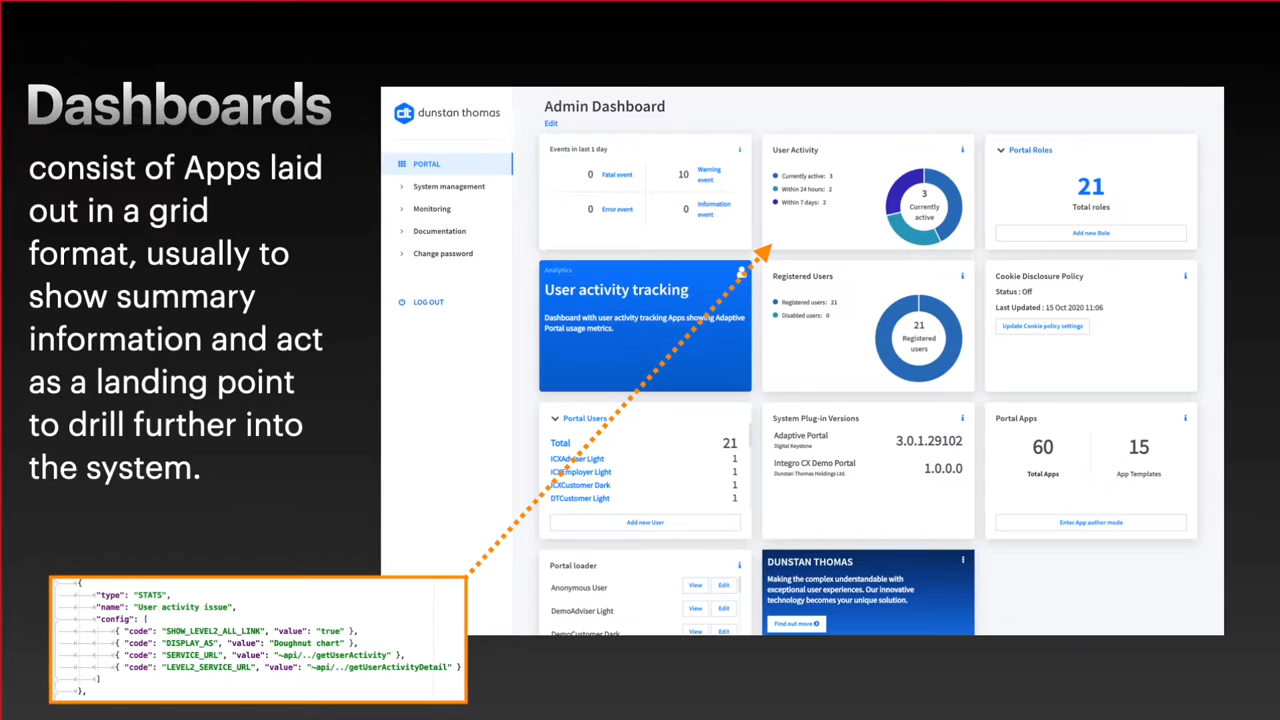 Dashboards
consist of Apps laid
out in a grid
format, usually to
show summary
information and act
as a landing point
to drill further into
the system.
dunstan thomas
PORTAL
System management
Monitoring
Documentation
Change password
LOG OUT
Admin Dashboard
Edit
Events in last 1 day
0 Fatal event
10 Warning
event
0 Error event
0 Information
event
User Activity
Currently active: 3
Within 24 hours: 2
Within 7 days: 2
3
Currently
active
Portal Roles
21
Total roles
Add new Role
Analytics
User activity tracking
Dashboard with user activity tracking Apps showing Adaptive
Portal usage metrics.
Registered Users
Registered users: 21
Disabled users: 0
21
Registered
users
Cookie Disclosure Policy
Status : Off
Last Updated : 15 Oct 2020 11:06
Update Cookie policy settings
Portal Users
Total 21
ICXAdviser Light 1
ICXEmployer Light 1
ICXCustomer Dark 1
DTCustomer Light 1
Add new User
System Plug-in Versions
Adaptive Portal 3.0.1.29102
Digital Keystone
Integro CX Demo Portal 1.0.0.0
Dunstan Thomas Holdings Ltd.
Portal Apps
60
Total Apps
15
App Templates
Enter App author mode
Portal loader
Anonymous User View Edit
DemoAdviser Light View Edit
DemoCustomer Dark View Edit
DUNSTAN THOMAS
Making the complex understandable with
exceptional user experiences. Our innovative
technology becomes your unique solution.
Find out more
{
"type": "STATS",
"name": "User activity issue",
"config": [
{ "code": "SHOW_LEVEL2_ALL_LINK", "value": "true" },
{ "code": "DISPLAY_AS", "value": "Doughnut chart" },
{ "code": "SERVICE_URL", "value": "~api/../getUserActivity" },
{ "code": "LEVEL2_SERVICE_URL", "value": "~api/../getUserActivityDetail" }
]
},